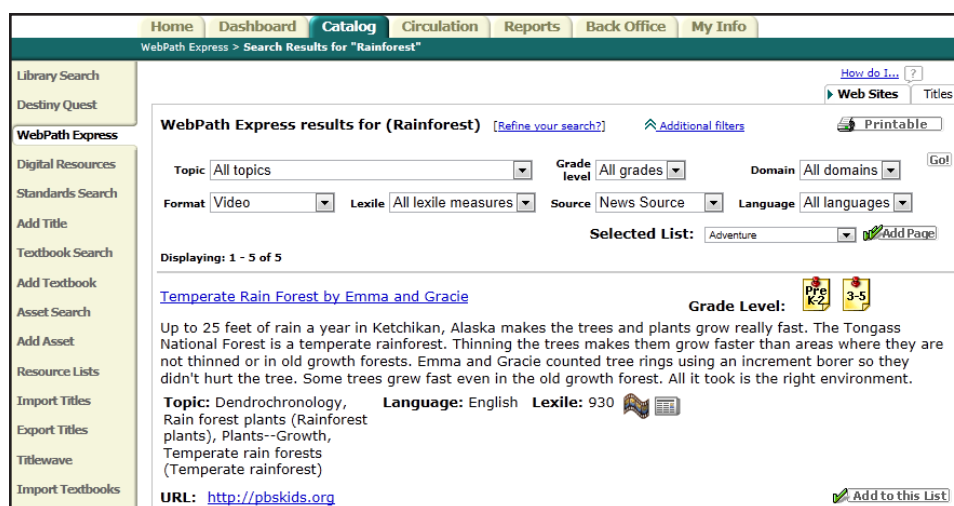 Home Dashboard Catalog Circulation Reports Back Office My Info
WebPath Express > Search Results for "Rainforest"
Library Search
Destiny Quest
WebPath Express
Digital Resources
Standards Search
Add Title
Textbook Search
Add Textbook
Asset Search
Add Asset
Resource Lists
Import Titles
Export Titles
Titlewave
Import Textbooks
How do I... ?
Web Sites Titles
WebPath Express results for (Rainforest) [Refine your search?] Additional filters Printable
Topic All topics Grade level All grades Domain All domains Go!
Format Video Lexile All lexile measures Source News Source Language All languages
Selected List: Adventure Add Page
Displaying: 1 - 5 of 5
Temperate Rain Forest by Emma and Gracie
Grade Level: Pre K-2 3-5
Up to 25 feet of rain a year in Ketchikan, Alaska makes the trees and plants grow really fast. The Tongass
National Forest is a temperate rainforest. Thinning the trees makes them grow faster than areas where they are
not thinned or in old growth forests. Emma and Gracie counted tree rings using an increment borer so they
didn't hurt the tree. Some trees grew fast even in the old growth forest. All it took is the right environment.
Topic: Dendrochronology, Language: English Lexile: 930
Rain forest plants (Rainforest
plants), Plants--Growth,
Temperate rain forests
(Temperate rainforest)
URL: http://pbskids.org Add to this List